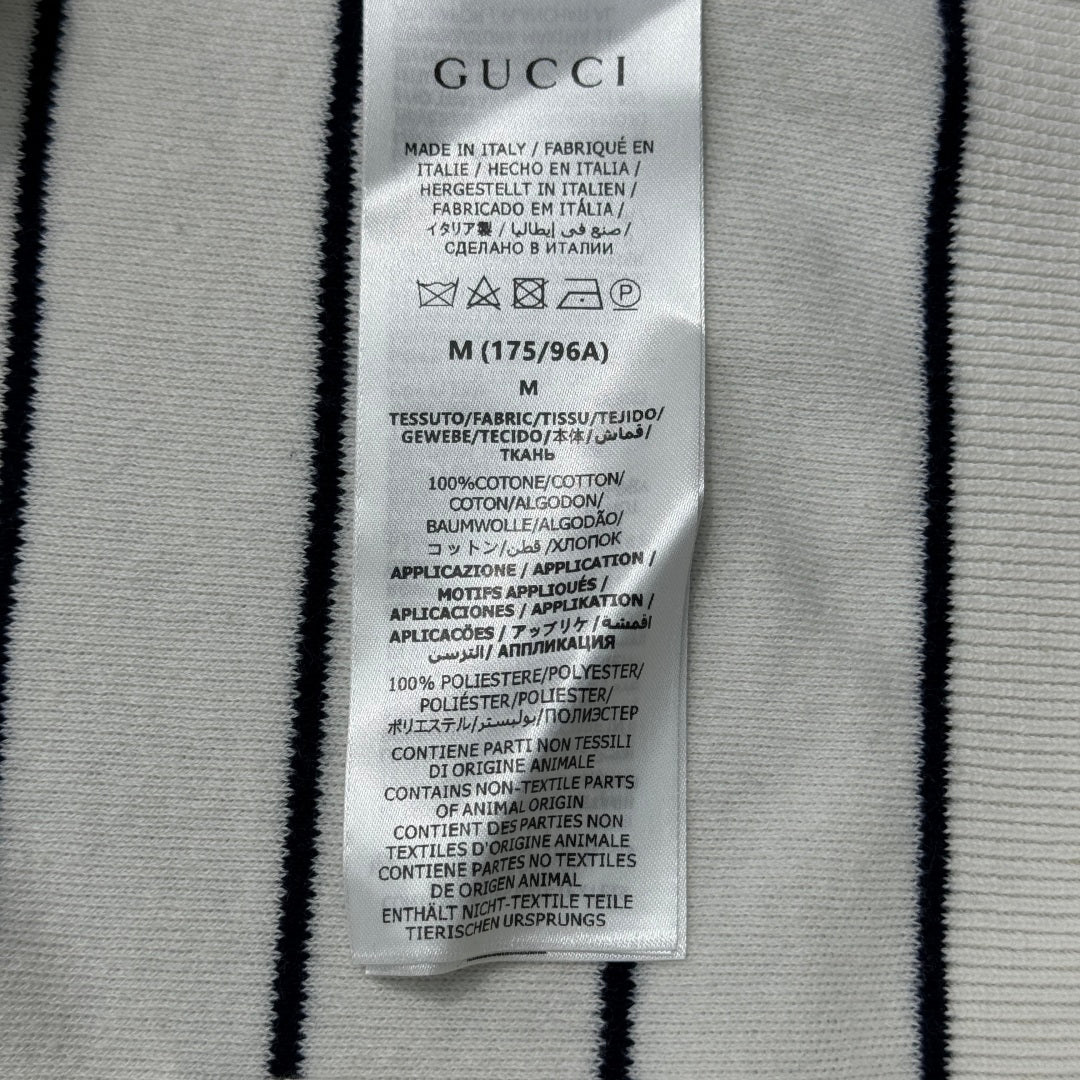 GUCCI
MADE IN ITALY / FABRIQUÉ EN
ITALIE / HECHO EN ITALIA /
HERGESTELLT IN ITALIEN /
FABRICADO EM ITÁLIA /
イタリア製 / صنع في إيطاليا /
СДЕЛАНО В ИТАЛИИ
P
M (175/96A)
M
TESSUTO/FABRIC/TISSU/TEJIDO/
GEWEBE/TECIDO/本体/قماش/
ТКАНЬ
100%COTONE/COTTON/
COTON/ALGODON/
BAUMWOLLE/ALGODÃO/
コットン/قطن/ХЛОПОК
APPLICAZIONE / APPLICATION /
MOTIFS APPLIQUÉS /
APLICACIONES / APPLIKATION /
APLICACÕES / アップリケ / اقمشه
الترسي/ АППЛИКАЦИЯ
100% POLIESTERE/POLYESTER/
POLIÉSTER/POLIESTER/
ポリエステル/بوليستر/ПОЛИЭСТЕР
CONTIENE PARTI NON TESSILI
DI ORIGINE ANIMALE
CONTAINS NON-TEXTILE PARTS
OF ANIMAL ORIGIN
CONTIENT DES PARTIES NON
TEXTILES D'ORIGINE ANIMALE
CONTIENE PARTES NO TEXTILES
DE ORIGEN ANIMAL
ENTHÄLT NICHT-TEXTILE TEILE
TIERISCHEN URSPRUNGS